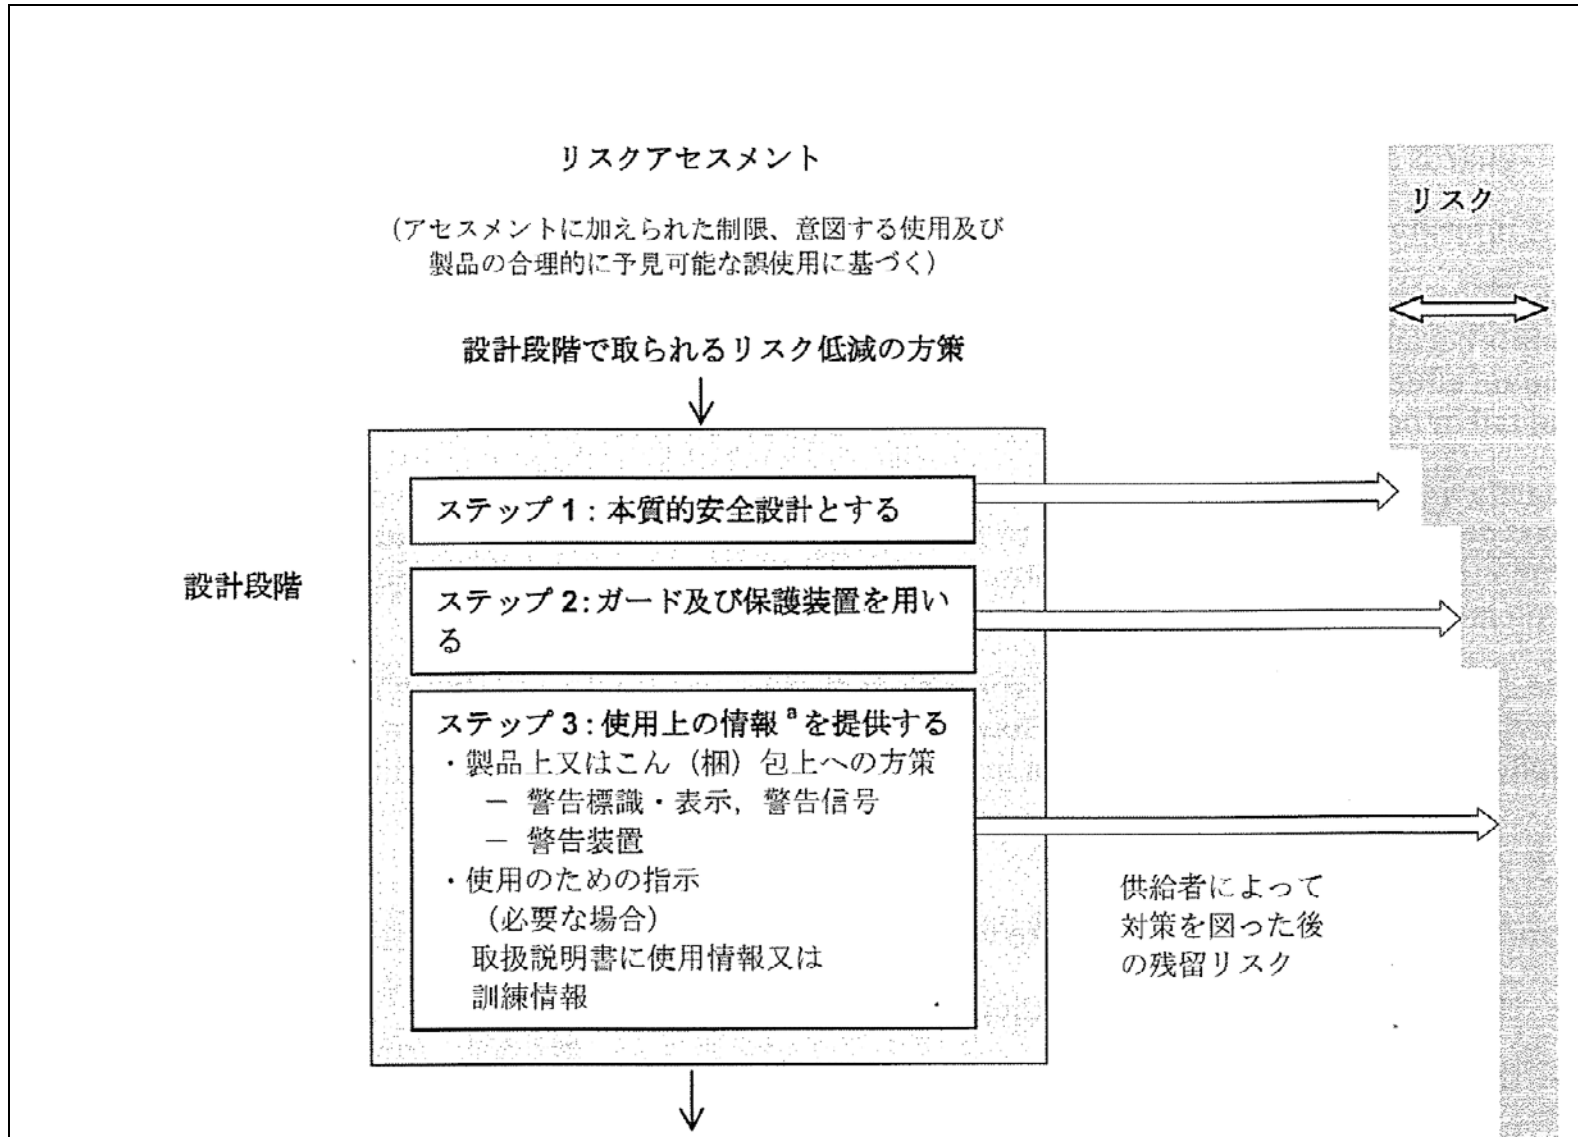 リスクアセスメント
リスク
(アセスメントに加えられた制限、意図する使用及び
製品の合理的に予見可能な誤使用に基づく)
設計段階で取られるリスク低減の方策
設計段階
ステップ 1 : 本質的安全設計とする
ステップ 2 : ガード及び保護装置を用い
る
ステップ 3 : 使用上の情報 a を提供する
・製品上又はこん（梱）包上への方策
－ 警告標識・表示，警告信号
－ 警告装置
・使用のための指示
（必要な場合）
取扱説明書に使用情報又は
訓練情報
供給者によって
対策を図った後
の残留リスク